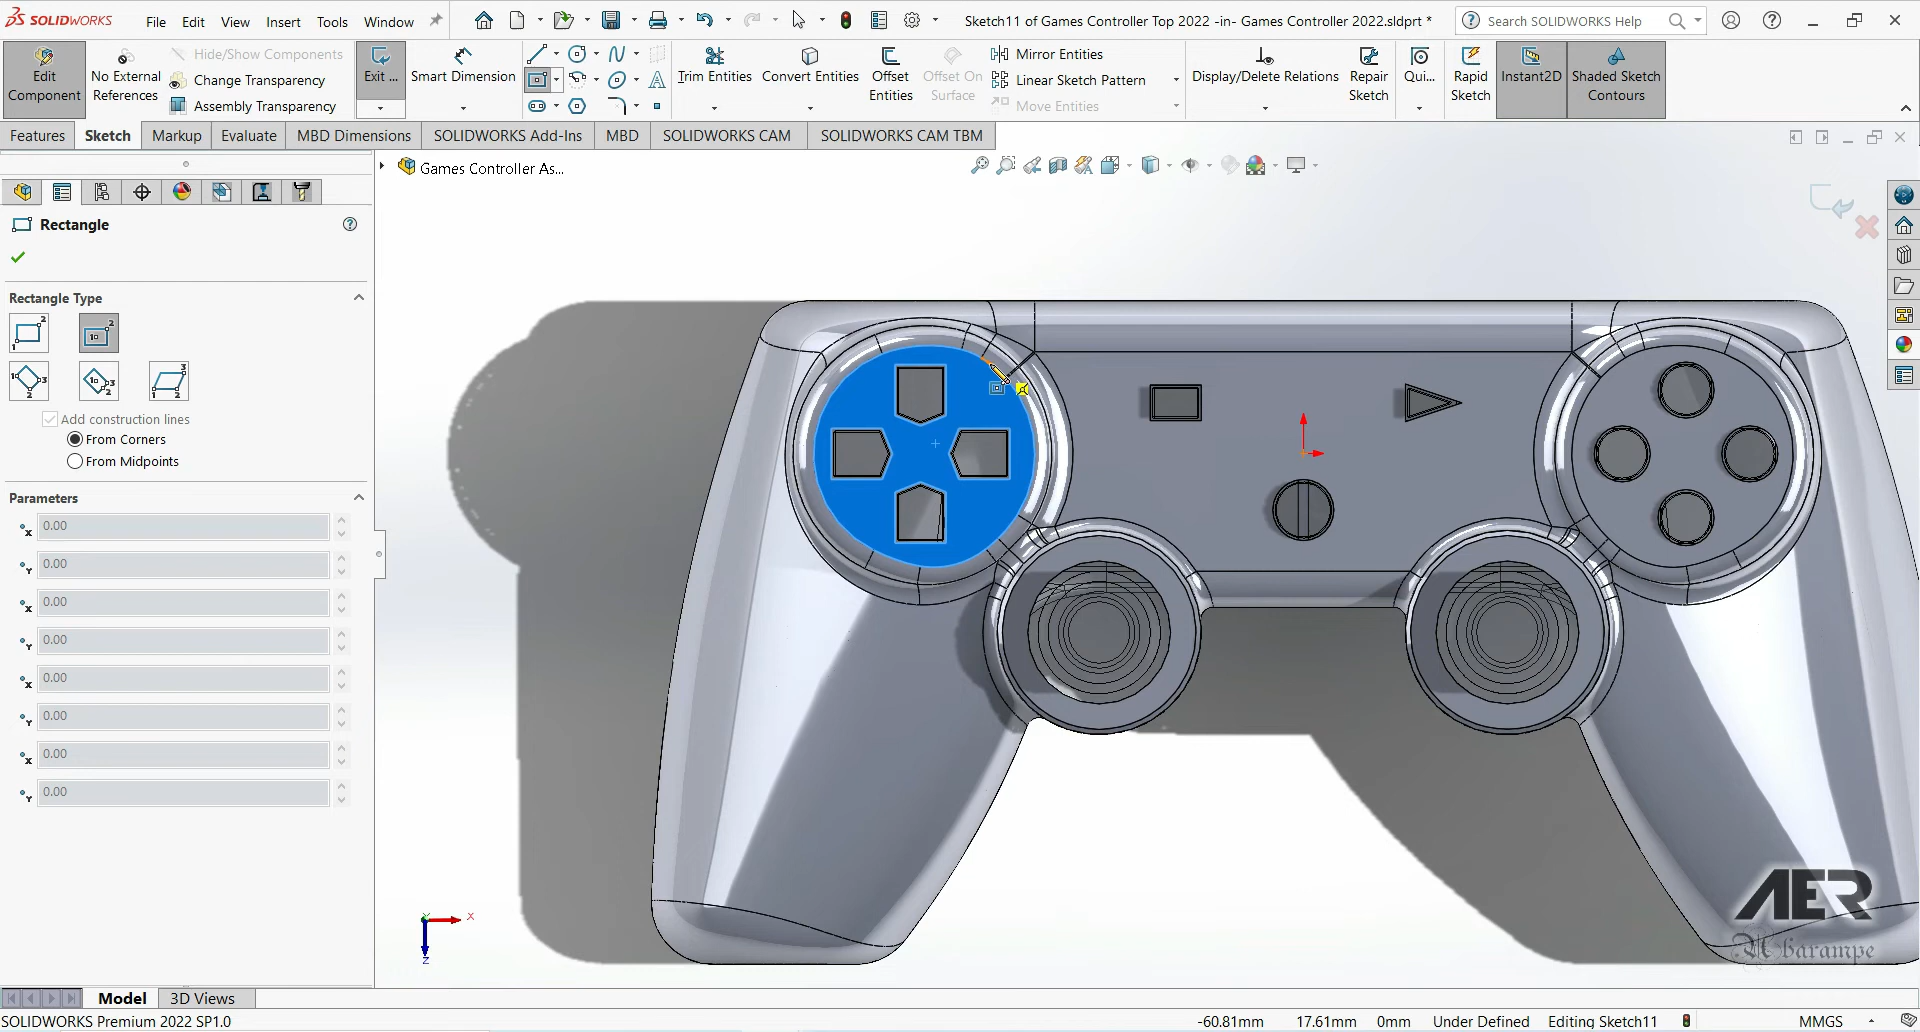 SOLIDWORKS
File Edit View Insert Tools Window
Sketch11 of Games Controller Top 2022 -in- Games Controller 2022.sldprt *
Search SOLIDWORKS Help
Edit Component
No External References
Hide/Show Components
Change Transparency
Assembly Transparency
Exit ...
Smart Dimension
Trim Entities
Convert Entities
Offset Entities
Offset On Surface
Mirror Entities
Linear Sketch Pattern
Move Entities
Display/Delete Relations
Repair Sketch
Qui...
Rapid Sketch
Instant2D
Shaded Sketch Contours
Features Sketch Markup Evaluate MBD Dimensions SOLIDWORKS Add-Ins MBD SOLIDWORKS CAM SOLIDWORKS CAM TBM
Games Controller As...
Rectangle
Rectangle Type
Add construction lines
From Corners
From Midpoints
Parameters
x 0.00
Y 0.00
x 0.00
Y 0.00
x 0.00
Y 0.00
x 0.00
Y 0.00
Y X
Z
AER
Abarampe
Model 3D Views
SOLIDWORKS Premium 2022 SP1.0
-60.81mm 17.61mm 0mm Under Defined Editing Sketch11 MMGS